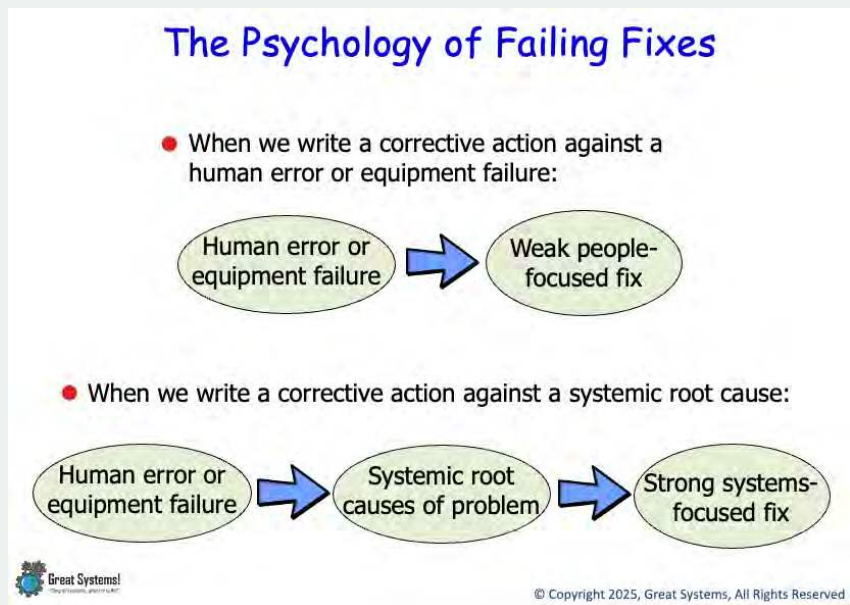 The Psychology of Failing Fixes
When we write a corrective action against a
human error or equipment failure:
Human error or
equipment failure
Weak people-
focused fix
When we write a corrective action against a systemic root cause:
Human error or
equipment failure
Systemic root
causes of problem
Strong systems-
focused fix
Great Systems!
© Copyright 2025, Great Systems, All Rights Reserved